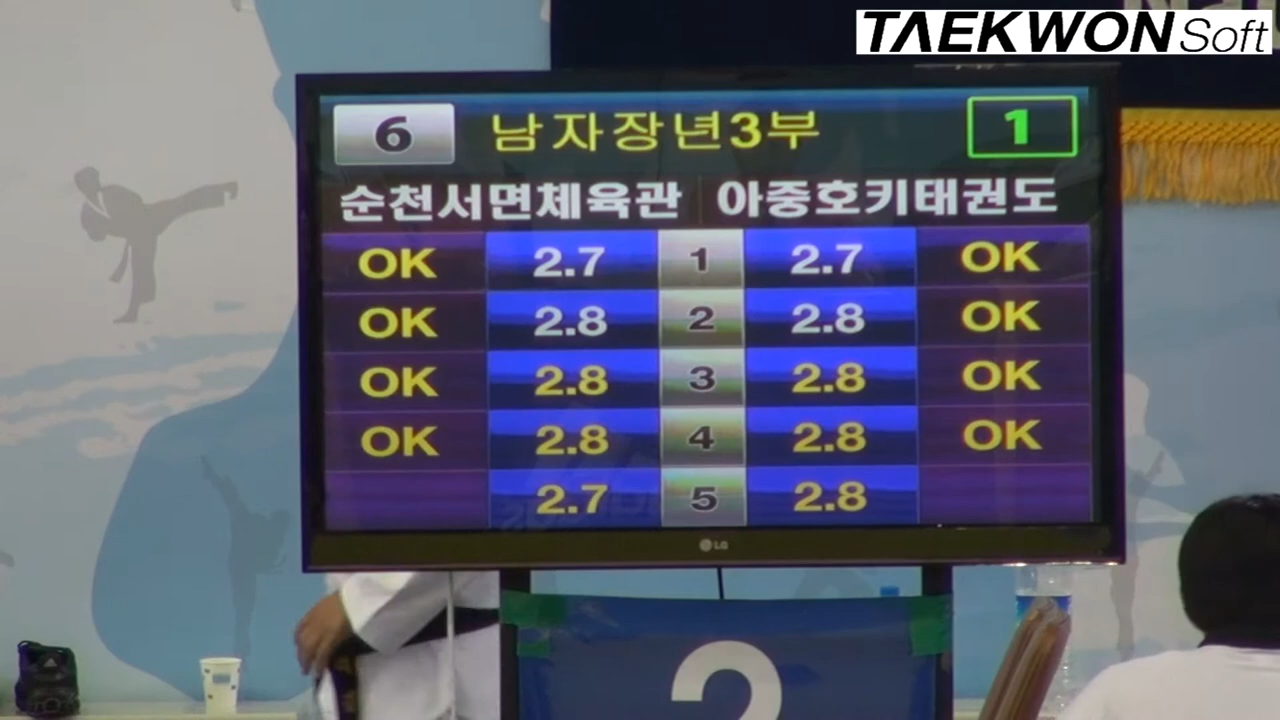 TAEKWONSoft
6 남자장년3부 1
순천서면체육관 아중호키태권도
OK 2.7 1 2.7 OK
OK 2.8 2 2.8 OK
OK 2.8 3 2.8 OK
OK 2.8 4 2.8 OK
2.7 5 2.8
LG
2